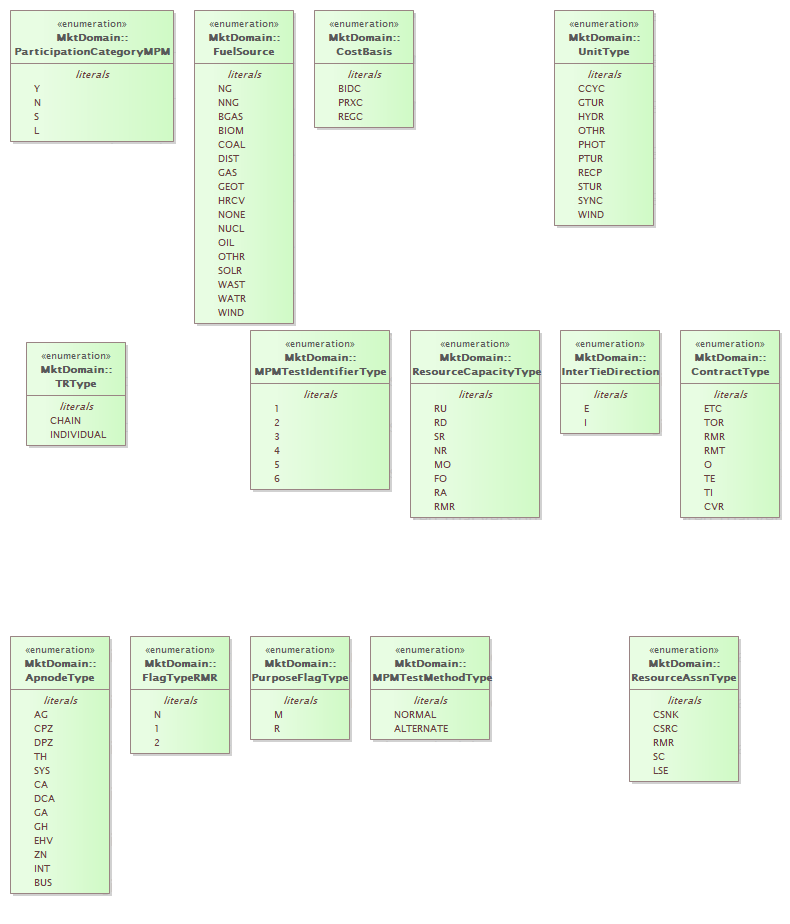 «enumeration»
MktDomain::
ParticipationCategoryMPM
literals
Y
N
S
L
«enumeration»
MktDomain::
FuelSource
literals
NG
NNG
BGAS
BIOM
COAL
DIST
GAS
GEOT
HRCV
NONE
NUCL
OIL
OTHR
SOLR
WAST
WATR
WIND
«enumeration»
MktDomain::
CostBasis
literals
BIDC
PRXC
REGC
«enumeration»
MktDomain::
UnitType
literals
CCYC
GTUR
HYDR
OTHR
PHOT
PTUR
RECP
STUR
SYNC
WIND
«enumeration»
MktDomain::
TRType
literals
CHAIN
INDIVIDUAL
«enumeration»
MktDomain::
MPMTestIdentifierType
literals
1
2
3
4
5
6
«enumeration»
MktDomain::
ResourceCapacityType
literals
RU
RD
SR
NR
MO
FO
RA
RMR
«enumeration»
MktDomain::
InterTieDirection
literals
E
I
«enumeration»
MktDomain::
ContractType
literals
ETC
TOR
RMR
RMT
O
TE
TI
CVR
«enumeration»
MktDomain::
ApnodeType
literals
AG
CPZ
DPZ
TH
SYS
CA
DCA
GA
GH
EHV
ZN
INT
BUS
«enumeration»
MktDomain::
FlagTypeRMR
literals
N
1
2
«enumeration»
MktDomain::
PurposeFlagType
literals
M
R
«enumeration»
MktDomain::
MPMTestMethodType
literals
NORMAL
ALTERNATE
«enumeration»
MktDomain::
ResourceAssnType
literals
CSNK
CSRC
RMR
SC
LSE